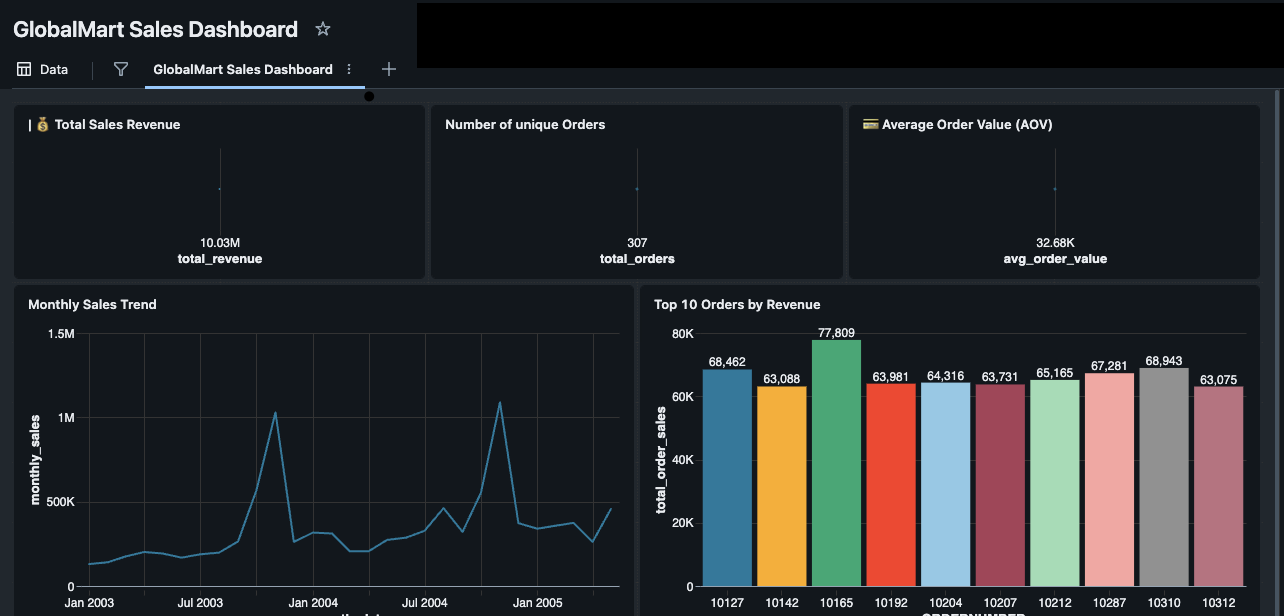 GlobalMart Sales Dashboard
Data
GlobalMart Sales Dashboard
| 💰 Total Sales Revenue
10.03M
total_revenue
Number of unique Orders
307
total_orders
💳 Average Order Value (AOV)
32.68K
avg_order_value
Monthly Sales Trend
monthly_sales
1.5M
1M
500K
0
Jan 2003 Jul 2003 Jan 2004 Jul 2004 Jan 2005
Top 10 Orders by Revenue
total_order_sales
80K
60K
40K
20K
0
68,462 63,088 77,809 63,981 64,316 63,731 65,165 67,281 68,943 63,075
10127 10142 10165 10192 10204 10207 10212 10287 10310 10312
ORDERNUMBER